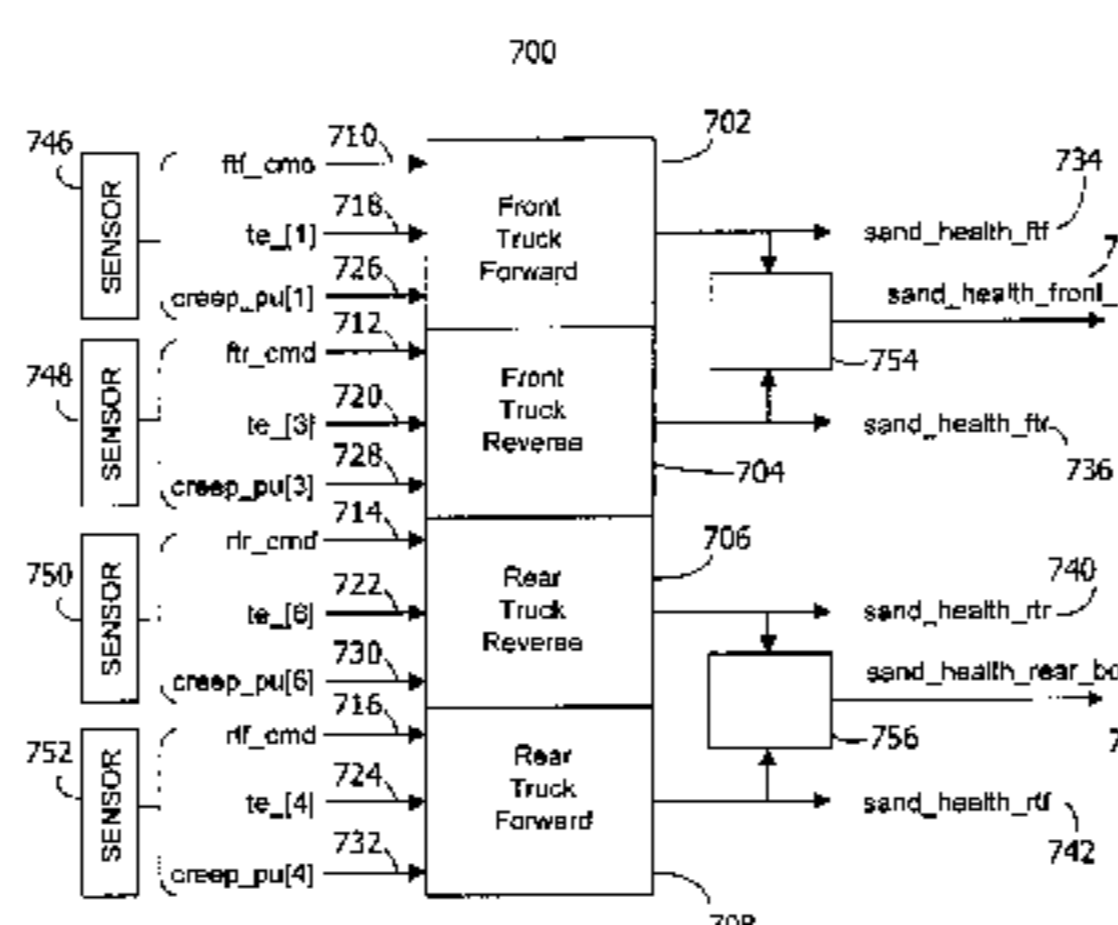 700
746
SENSOR
710
718
te_[1]
726
creep_pu[1]
702
Front
Truck
Forward
734
sand_health_ftf
sand_health_front_
754
748
SENSOR
712
ftr_cmd
720
te_[3]
728
creep_pu[3]
Front
Truck
Reverse
704
sand_health_ftr
736
750
SENSOR
714
rtr_cmd
722
te_[6]
730
creep_pu[6]
706
Rear
Truck
Reverse
740
sand_health_rtr
sand_health_rear_bo
756
752
SENSOR
716
rtf_cmd
724
te_[4]
732
creep_pu[4]
Rear
Truck
Forward
sand_health_rtf
742